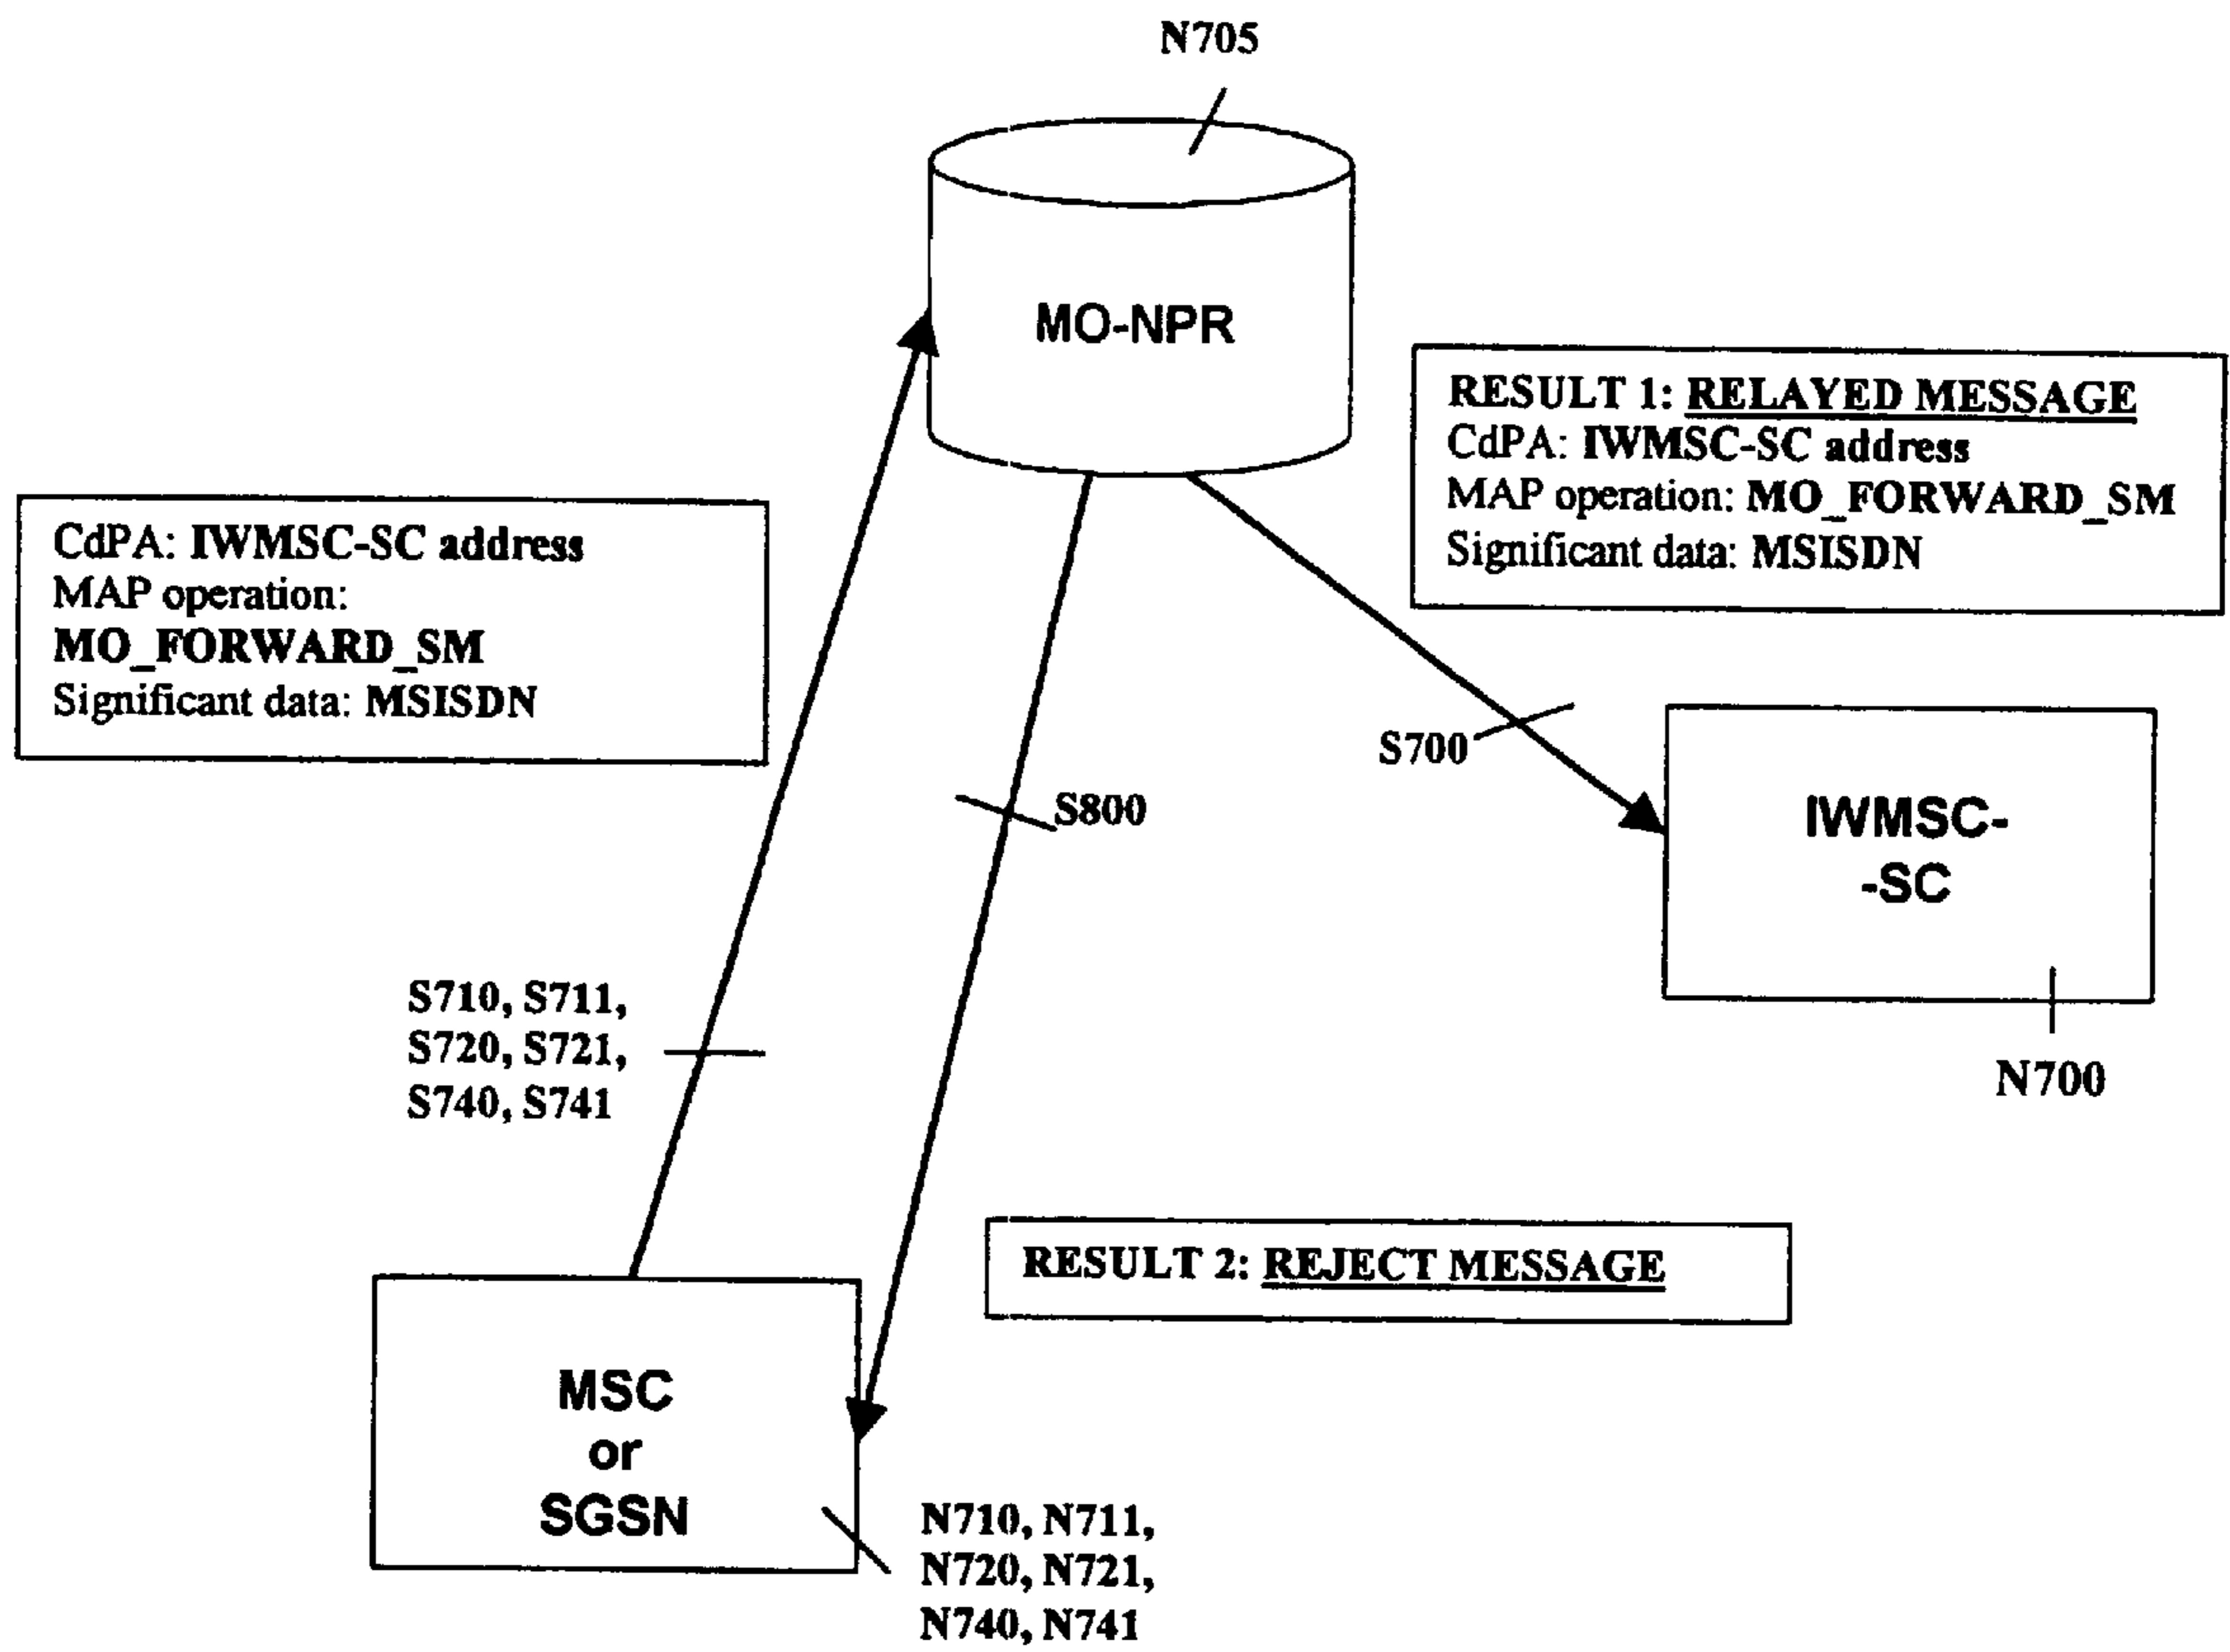 N705
MO-NPR
RESULT 1: RELAYED MESSAGE
CdPA: IWMSC-SC address
MAP operation: MO_FORWARD_SM
Significant data: MSISDN
CdPA: IWMSC-SC address
MAP operation:
MO_FORWARD_SM
Significant data: MSISDN
S700
S800
IWMSC-
-SC
N700
S710, S711,
S720, S721,
S740, S741
RESULT 2: REJECT MESSAGE
MSC
or
SGSN
N710, N711,
N720, N721,
N740, N741